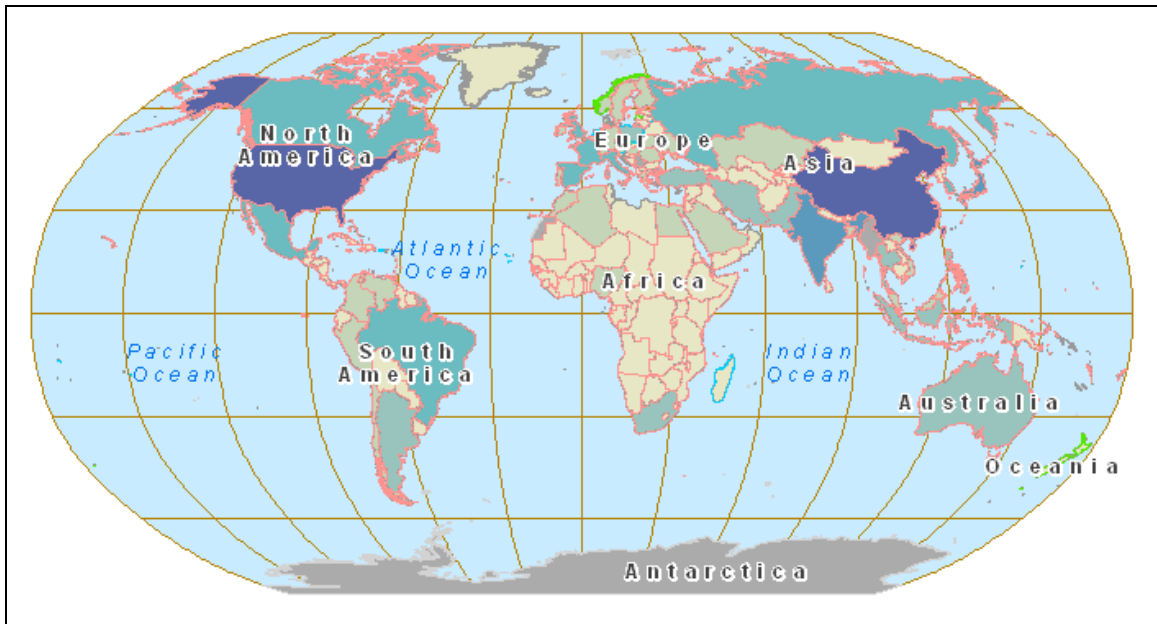 North
America
Europe
Asia
Atlantic
Ocean
Africa
Pacific
Ocean
South
America
Indian
Ocean
Australia
Oceania
Antarctica